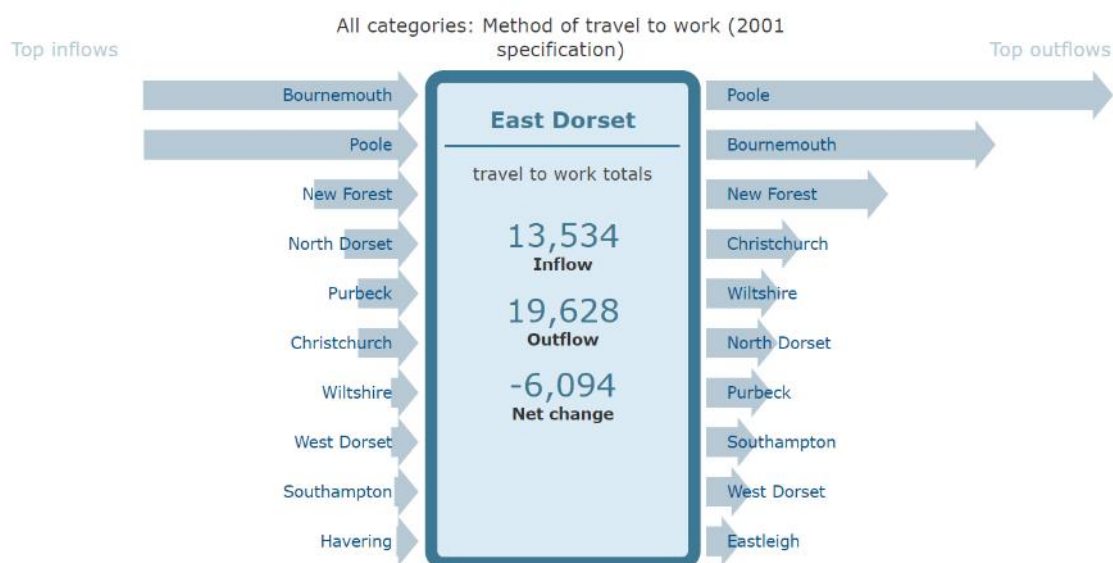 All categories: Method of travel to work (2001
specification)
Top inflows
Top outflows
Bournemouth
Poole
New Forest
North Dorset
Purbeck
Christchurch
Wiltshire
West Dorset
Southampton
Havering
East Dorset
travel to work totals
13,534
Inflow
19,628
Outflow
-6,094
Net change
Poole
Bournemouth
New Forest
Christchurch
Wiltshire
North Dorset
Purbeck
Southampton
West Dorset
Eastleigh